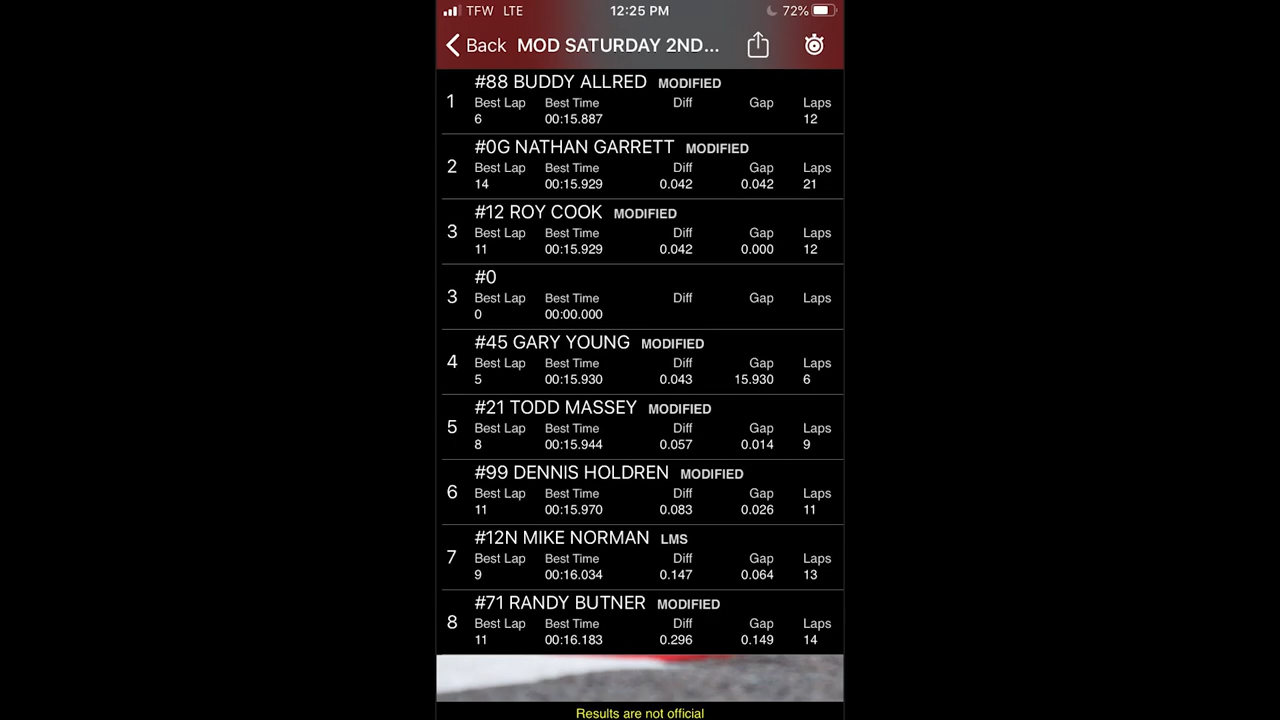 TFW LTE 12:25 PM 72%
Back MOD SATURDAY 2ND...
#88 BUDDY ALLRED MODIFIED
1 Best Lap Best Time Diff Gap Laps
6 00:15.887 12
#0G NATHAN GARRETT MODIFIED
2 Best Lap Best Time Diff Gap Laps
14 00:15.929 0.042 0.042 21
#12 ROY COOK MODIFIED
3 Best Lap Best Time Diff Gap Laps
11 00:15.929 0.042 0.000 12
#0
3 Best Lap Best Time Diff Gap Laps
0 00:00.000
#45 GARY YOUNG MODIFIED
4 Best Lap Best Time Diff Gap Laps
5 00:15.930 0.043 15.930 6
#21 TODD MASSEY MODIFIED
5 Best Lap Best Time Diff Gap Laps
8 00:15.944 0.057 0.014 9
#99 DENNIS HOLDREN MODIFIED
6 Best Lap Best Time Diff Gap Laps
11 00:15.970 0.083 0.026 11
#12N MIKE NORMAN LMS
7 Best Lap Best Time Diff Gap Laps
9 00:16.034 0.147 0.064 13
#71 RANDY BUTNER MODIFIED
8 Best Lap Best Time Diff Gap Laps
11 00:16.183 0.296 0.149 14
Results are not official